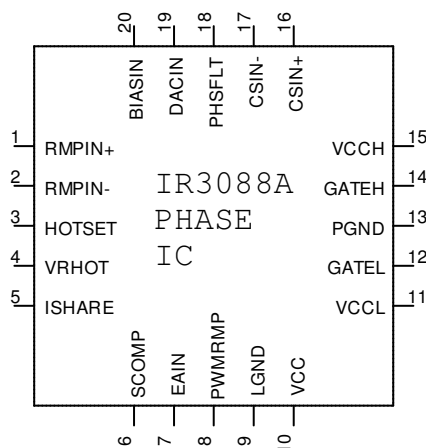 20
19
18
17
16
BIASIN
DACIN
PHSFLT
CSIN-
CSIN+
1 RMPIN+
2 RMPIN-
3 HOTSET
4 VRHOT
5 ISHARE
IR3088A
PHASE
IC
VCCH 15
GATEH 14
PGND 13
GATEL 12
VCCL 11
SCOMP
EAIN
PWMRMP
LGND
VCC
6
7
8
9
10